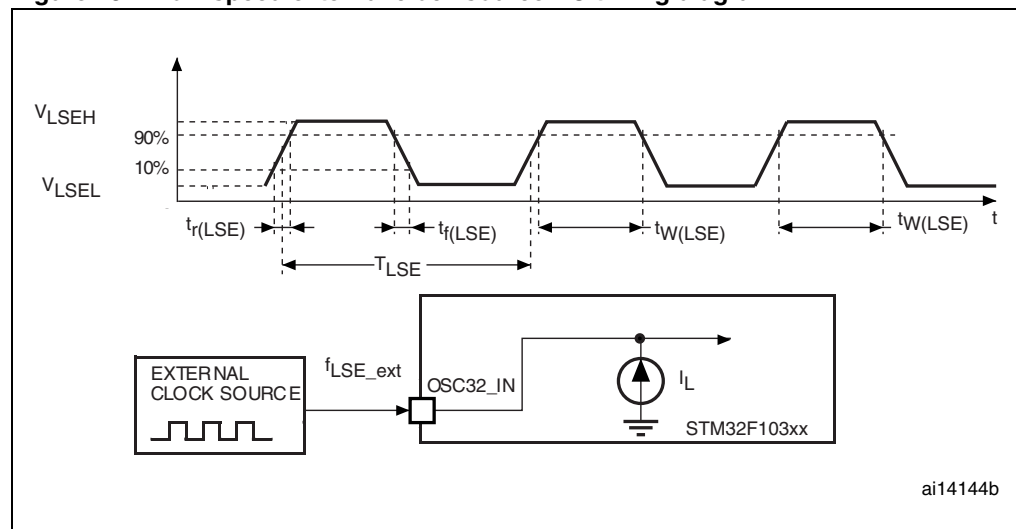 VLSEH
90%
10%
VLSEL
tr(LSE)
tf(LSE)
tW(LSE)
tW(LSE)
t
TLSE
EXTERNAL
CLOCK SOURCE
fLSE_ext
OSC32_IN
IL
STM32F103xx
ai14144b